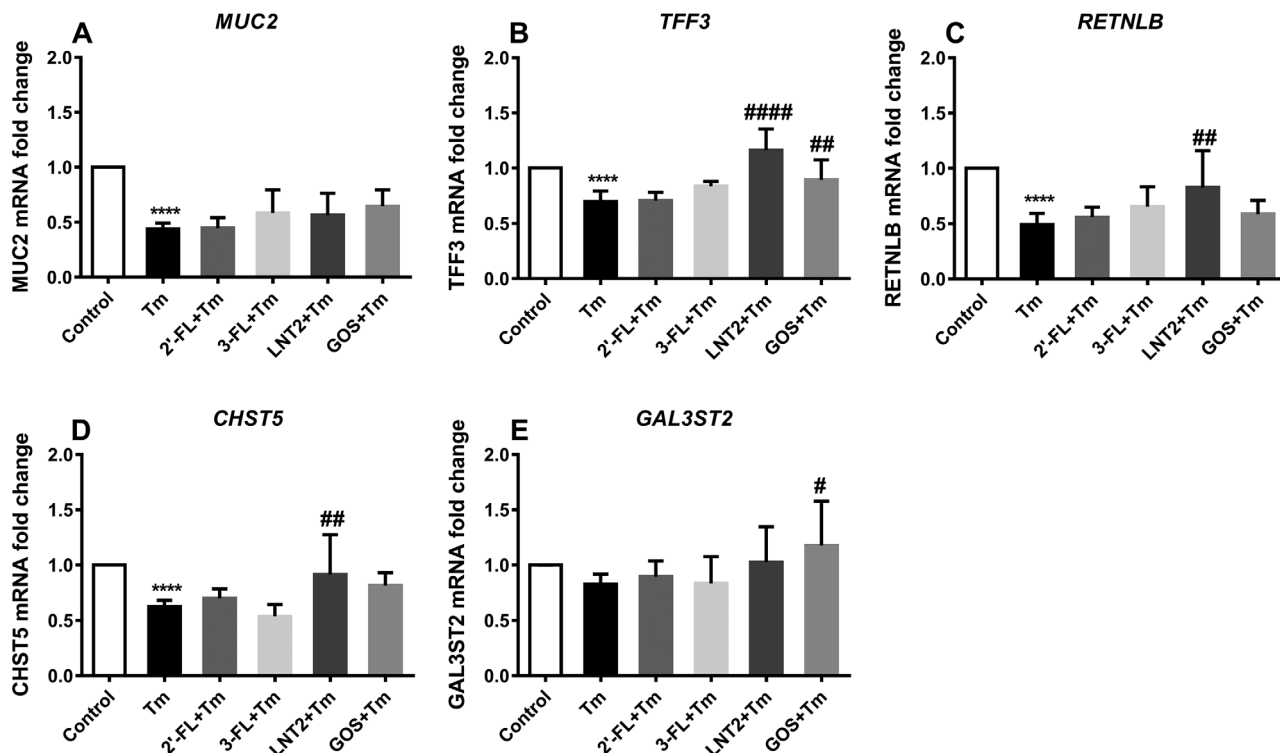 A
MUC2
MUC2 mRNA fold change
2.0
1.5
1.0
0.5
0.0
****
Control
Tm
2'-FL+Tm
3-FL+Tm
LNT2+Tm
GOS+Tm
B
TFF3
TFF3 mRNA fold change
2.0
1.5
1.0
0.5
0.0
****
####
##
Control
Tm
2'-FL+Tm
3-FL+Tm
LNT2+Tm
GOS+Tm
C
RETNLB
RETNLB mRNA fold change
2.0
1.5
1.0
0.5
0.0
****
##
Control
Tm
2'-FL+Tm
3-FL+Tm
LNT2+Tm
GOS+Tm
D
CHST5
CHST5 mRNA fold change
2.0
1.5
1.0
0.5
0.0
****
##
Control
Tm
2'-FL+Tm
3-FL+Tm
LNT2+Tm
GOS+Tm
E
GAL3ST2
GAL3ST2 mRNA fold change
2.0
1.5
1.0
0.5
0.0
#
Control
Tm
2'-FL+Tm
3-FL+Tm
LNT2+Tm
GOS+Tm